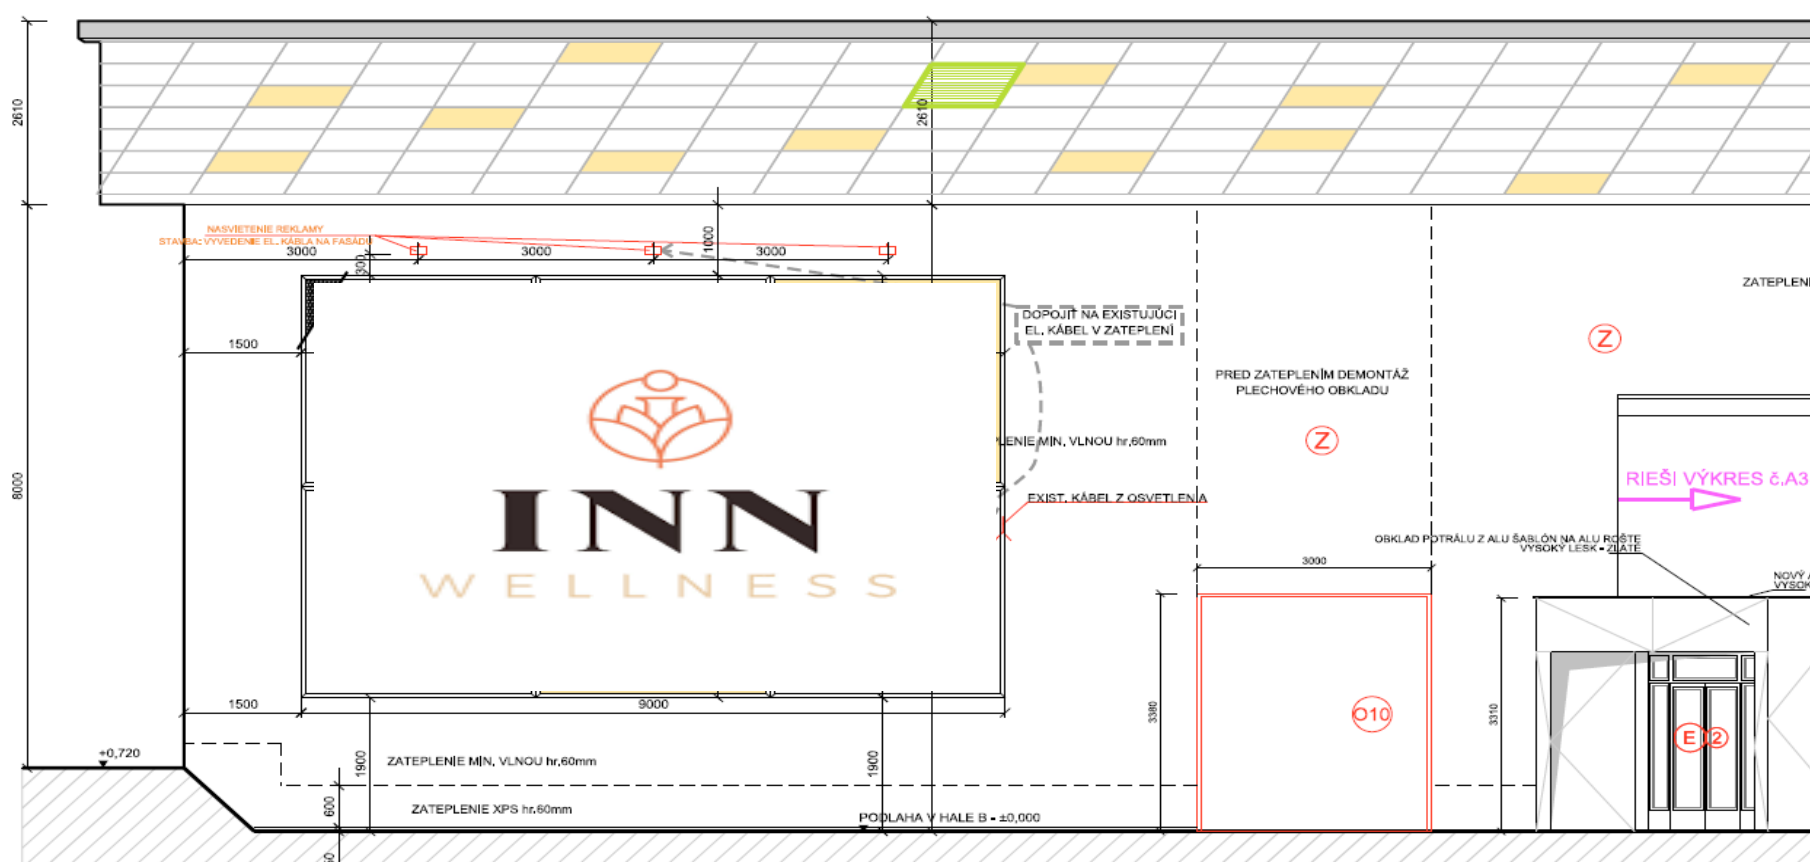 2610
2610
NASVIETENIE REKLAMY
STAVBA: VYVEDENIE EL. KÁBLA NA FASÁDU
3000
3000
3000
1000
300
ZATEPLENI
DOPOJIŤ NA EXISTUJÚCI
EL. KÁBEL V ZATEPLENÍ
1500
Z
PRED ZATEPLENÍM DEMONTÁŽ
PLECHOVÉHO OBKLADU
Z
LENIE MIN. VLNOU hr.60mm
8000
RIEŠI VÝKRES č.A3
EXIST. KÁBEL Z OSVETLENIA
INN
WELLNESS
OBKLAD POTRÁLU Z ALU ŠABLÓN NA ALU ROŠTE
VYSOKÝ LESK - ZLATÉ
3000
NOVÝ
VYSOK
1500
9000
3380
O10
3310
E
2
+0,720
ZATEPLENIE MIN. VLNOU hr.60mm
1900
1900
600
ZATEPLENIE XPS hr.60mm
PODLAHA V HALE B - ±0,000